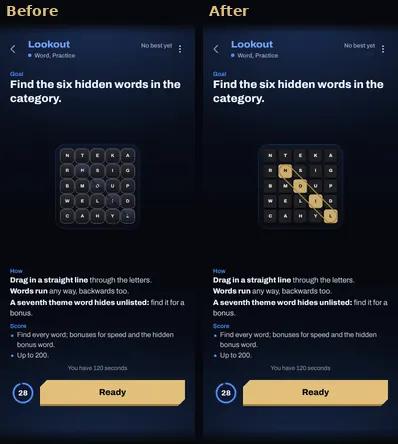 Before
Lookout
No best yet
Word, Practice
Goal
Find the six hidden words in the
category.
N T E K A
R S I G
B M O U P
W E L D
C A H Y L
How
Drag in a straight line through the letters.
Words run any way, backwards too.
A seventh theme word hides unlisted: find it for a
bonus.
Score
• Find every word; bonuses for speed and the hidden
bonus word.
• Up to 200.
You have 120 seconds
28
Ready
After
Lookout
No best yet
Word, Practice
Goal
Find the six hidden words in the
category.
N T E K A
R S I G
B M O U P
W E L D
C A H Y L
How
Drag in a straight line through the letters.
Words run any way, backwards too.
A seventh theme word hides unlisted: find it for a
bonus.
Score
• Find every word; bonuses for speed and the hidden
bonus word.
• Up to 200.
You have 120 seconds
28
Ready